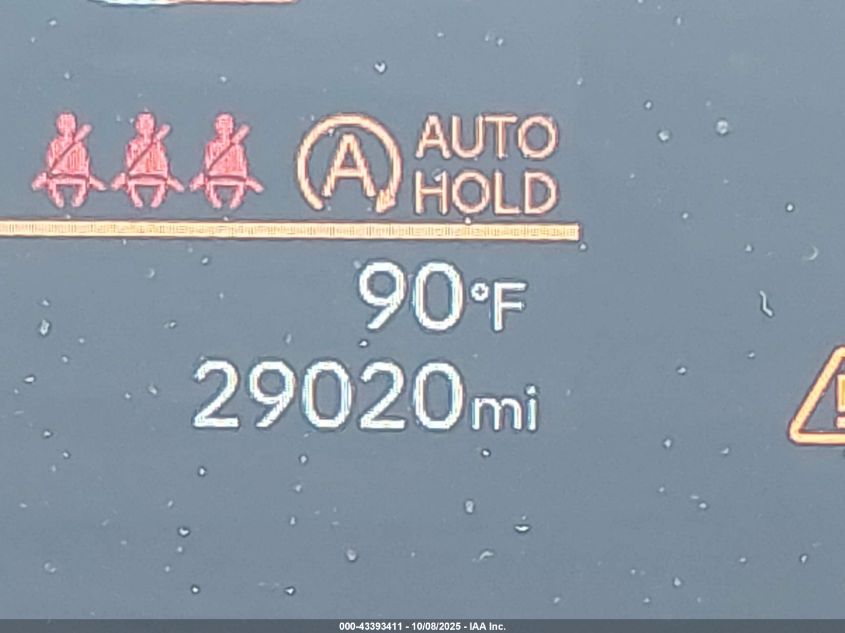 A AUTO
HOLD
90°F
29020mi
000-43393411 - 10/08/2025 - IAA Inc.